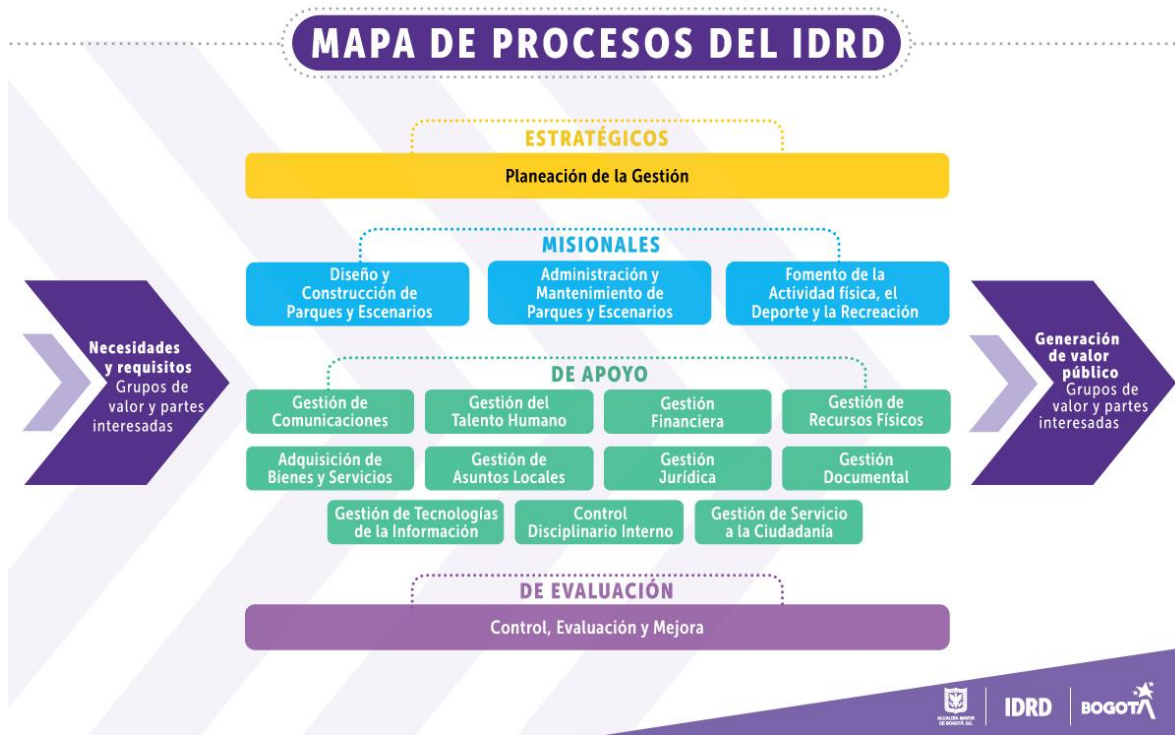 MAPA DE PROCESOS DEL IDRD
ESTRATÉGICOS
Planeación de la Gestión
MISIONALES
Diseño y
Construcción de
Parques y Escenarios
Administración y
Mantenimiento de
Parques y Escenarios
Fomento de la
Actividad física, el
Deporte y la Recreación
Necesidades
y requisitos
Grupos de
valor y partes
interesadas
DE APOYO
Gestión de
Comunicaciones
Gestión del
Talento Humano
Gestión
Financiera
Gestión de
Recursos Físicos
Adquisición de
Bienes y Servicios
Gestión de
Asuntos Locales
Gestión
Jurídica
Gestión
Documental
Gestión de Tecnologías
de la Información
Control
Disciplinario Interno
Gestión de Servicio
a la Ciudadanía
Generación
de valor
público
Grupos de
valor y partes
interesadas
DE EVALUACIÓN
Control, Evaluación y Mejora
ALCALDÍA MAYOR
DE BOGOTÁ D.C.
IDRD
BOGOTÁ